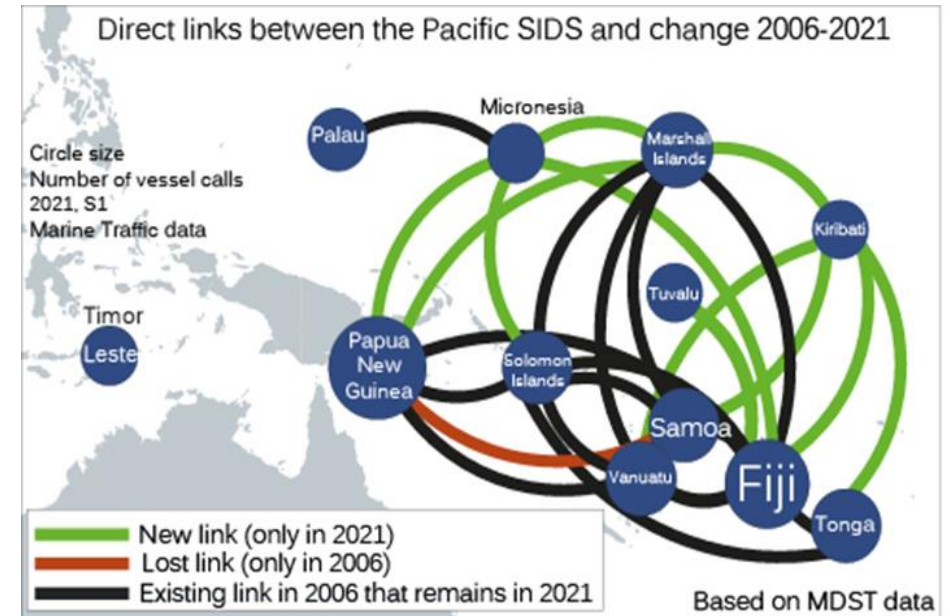 Direct links between the Pacific SIDS and change 2006-2021
Micronesia
Palau
Marshall
Islands
Circle size
Number of vessel calls
2021, S1
Marine Traffic data
Kiribati
Tuvalu
Timor
Leste
Papua
New
Guinea
Solomon
Islands
Samoa
Vanuatu
Fiji
Tonga
New link (only in 2021)
Lost link (only in 2006)
Existing link in 2006 that remains in 2021
Based on MDST data